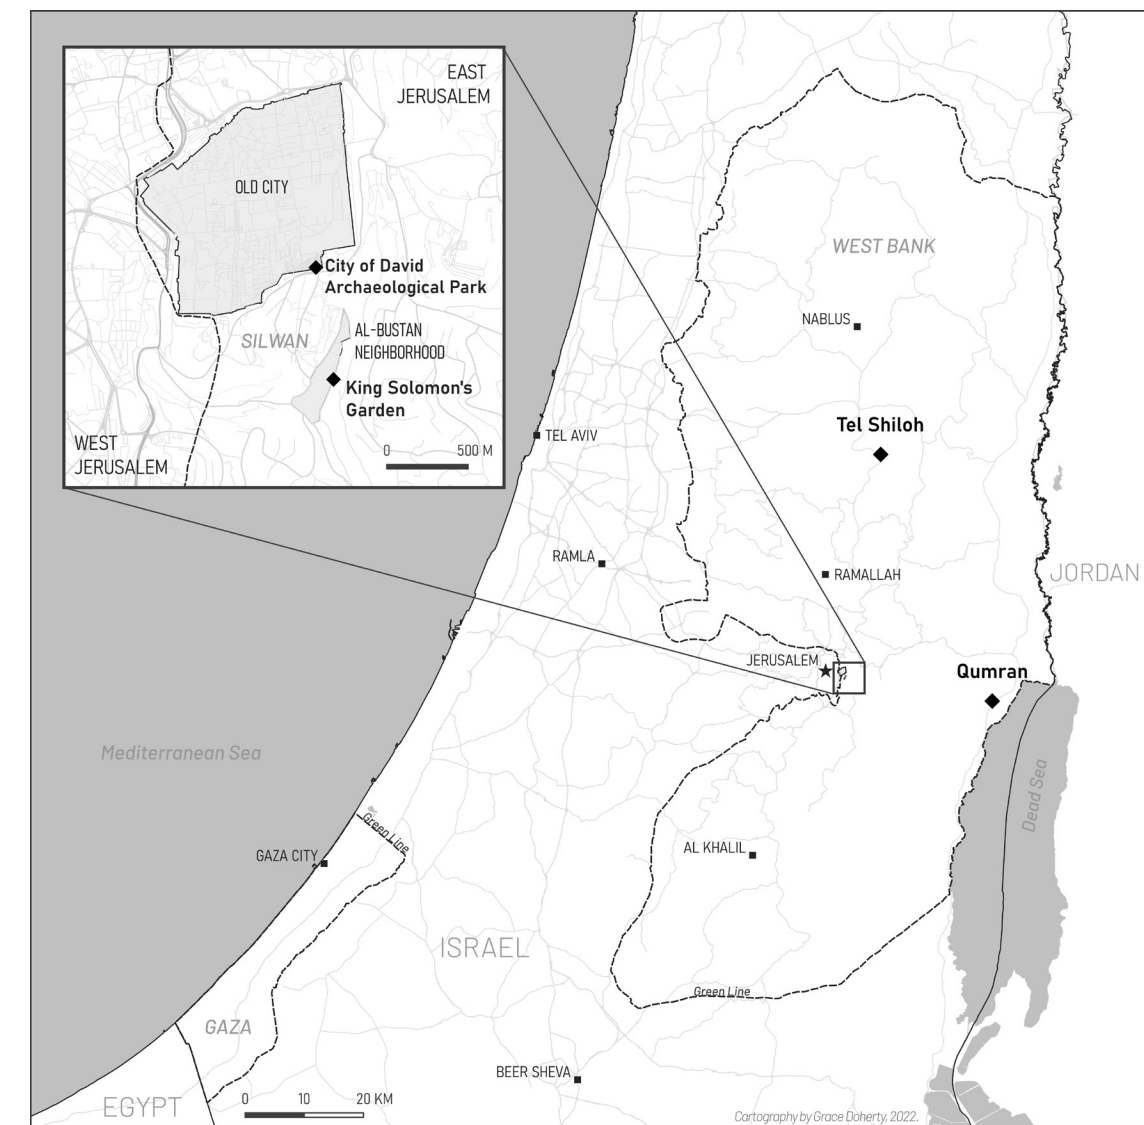 EAST
JERUSALEM
OLD CITY
City of David
Archaeological Park
SILWAN
AL-BUSTAN
NEIGHBORHOOD
King Solomon's
Garden
WEST
JERUSALEM
0 500 M
WEST BANK
NABLUS
Tel Shiloh
TEL AVIV
RAMLA
RAMALLAH
JORDAN
JERUSALEM
Qumran
Mediterranean Sea
Dead Sea
Green Line
GAZA CITY
AL KHALIL
ISRAEL
Green Line
GAZA
BEER SHEVA
EGYPT
0 10 20 KM
Cartography by Grace Doherty, 2022.